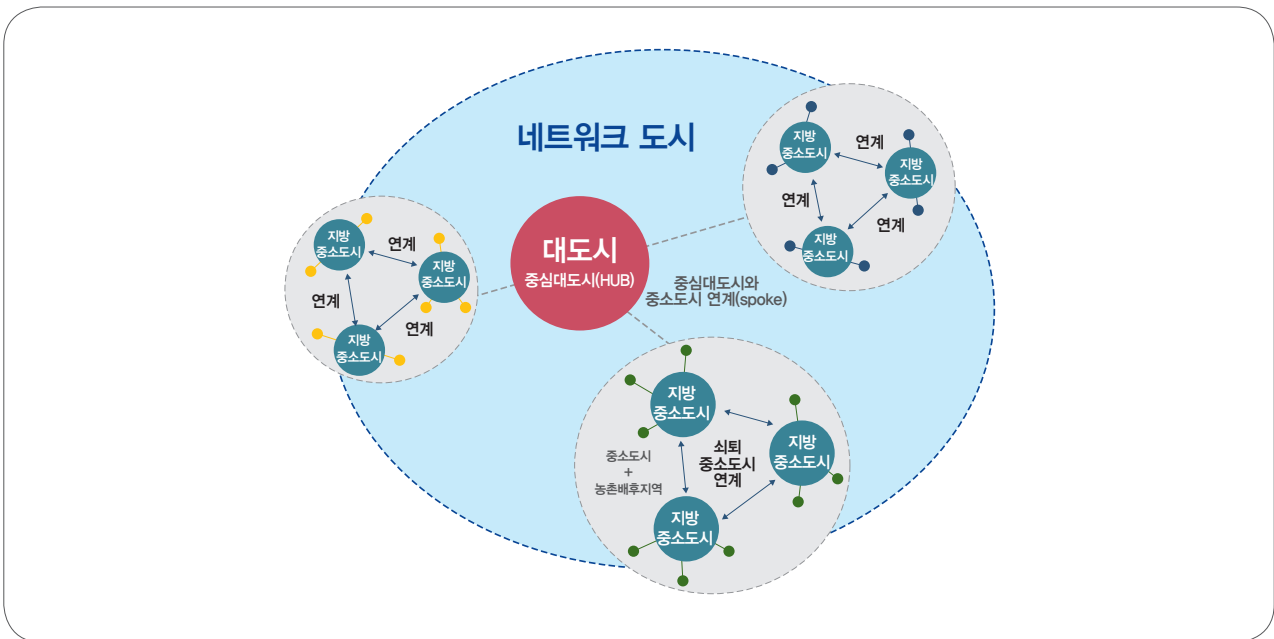 네트워크 도시
대도시
중심대도시(HUB)
중심대도시와
중소도시 연계(spoke)
지방
중소도시
연계
지방
중소도시
연계
연계
지방
중소도시
지방
중소도시
연계
지방
중소도시
연계
연계
지방
중소도시
지방
중소도시
쇠퇴
중소도시
연계
지방
중소도시
중소도시
+
농촌배후지역
지방
중소도시